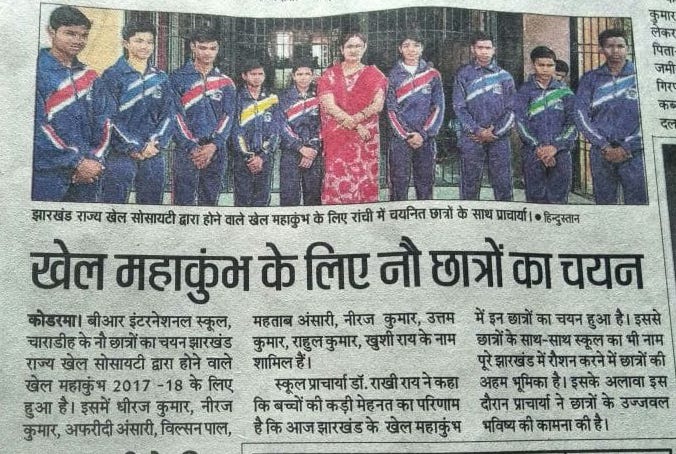 झारखंड राज्य खेल सोसायटी द्वारा होने वाले खेल महाकुंभ के लिए रांची में चयनित छात्रों के साथ प्राचार्या। ● हिन्दुस्तान
खेल महाकुंभ के लिए नौ छात्रों का चयन
कोडरमा। बीआर इंटरनेशनल स्कूल,
चाराडीह के नौ छात्रों का चयन झारखंड
राज्य खेल सोसायटी द्वारा होने वाले
खेल महाकुंभ 2017 -18 के लिए
हुआ है। इसमें धीरज कुमार, नीरज
कुमार, अफरीदी अंसारी, विल्सन पाल,
महताब अंसारी, नीरज कुमार, उत्तम
कुमार, राहुल कुमार, खुशी राय के नाम
शामिल हैं।
स्कूल प्राचार्या डॉ. राखी राय ने कहा
कि बच्चों की कड़ी मेहनत का परिणाम
है कि आज झारखंड के खेल महाकुंभ
में इन छात्रों का चयन हुआ है। इससे
छात्रों के साथ-साथ स्कूल का भी नाम
पूरे झारखंड में रौशन करने में छात्रों की
अहम भूमिका है। इसके अलावा इस
दौरान प्राचार्या ने छात्रों के उज्जवल
भविष्य की कामना की है।
कुमार
लेकर
पिता
जमी